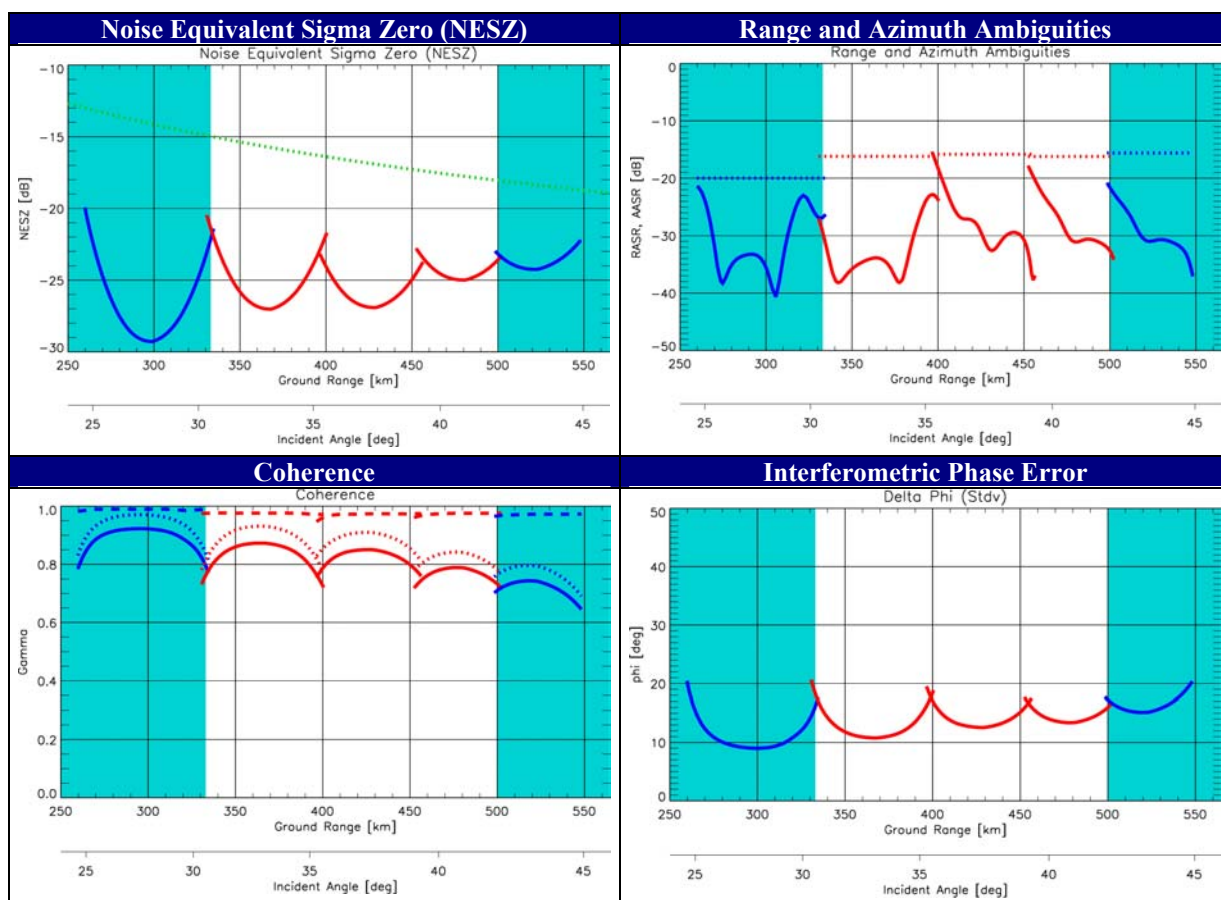 Noise Equivalent Sigma Zero (NESZ)
Noise Equivalent Sigma Zero (NESZ)
-10
-15
-20
-25
-30
NESZ [dB]
250 300 350 400 450 500 550
Ground Range [km]
25 30 35 40 45
Incident Angle [deg]
Range and Azimuth Ambiguities
Range and Azimuth Ambiguities
0
-10
-20
-30
-40
-50
RASR, AASR [dB]
250 300 350 400 450 500 550
Ground Range [km]
25 30 35 40 45
Incident Angle [deg]
Coherence
Coherence
1.0
0.8
0.6
0.4
0.2
0.0
Gamma
250 300 350 400 450 500 550
Ground Range [km]
25 30 35 40 45
Incident Angle [deg]
Interferometric Phase Error
Delta Phi (Stdv)
50
40
30
20
10
0
phi [deg]
250 300 350 400 450 500 550
Ground Range [km]
25 30 35 40 45
Incident Angle [deg]